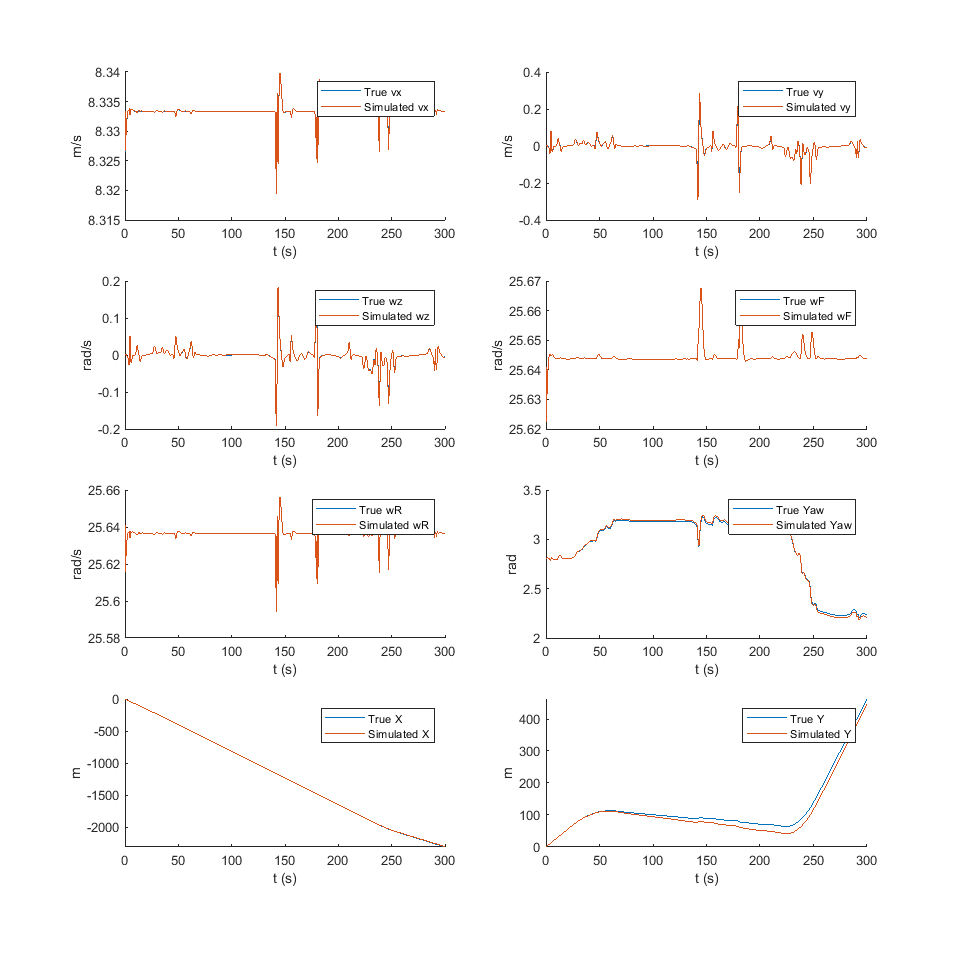 8.34
8.335
8.33
8.325
8.32
8.315
m/s
0 50 100 150 200 250 300
t (s)
True vx
Simulated vx
0.4
0.2
0
-0.2
-0.4
m/s
0 50 100 150 200 250 300
t (s)
True vy
Simulated vy
0.2
0.1
0
-0.1
-0.2
rad/s
0 50 100 150 200 250 300
t (s)
True wz
Simulated wz
25.67
25.66
25.65
25.64
25.63
25.62
rad/s
0 50 100 150 200 250 300
t (s)
True wF
Simulated wF
25.66
25.64
25.62
25.6
25.58
rad/s
0 50 100 150 200 250 300
t (s)
True wR
Simulated wR
3.5
3
2.5
2
rad
0 50 100 150 200 250 300
t (s)
True Yaw
Simulated Yaw
0
-500
-1000
-1500
-2000
m
0 50 100 150 200 250 300
t (s)
True X
Simulated X
400
300
200
100
0
m
0 50 100 150 200 250 300
t (s)
True Y
Simulated Y